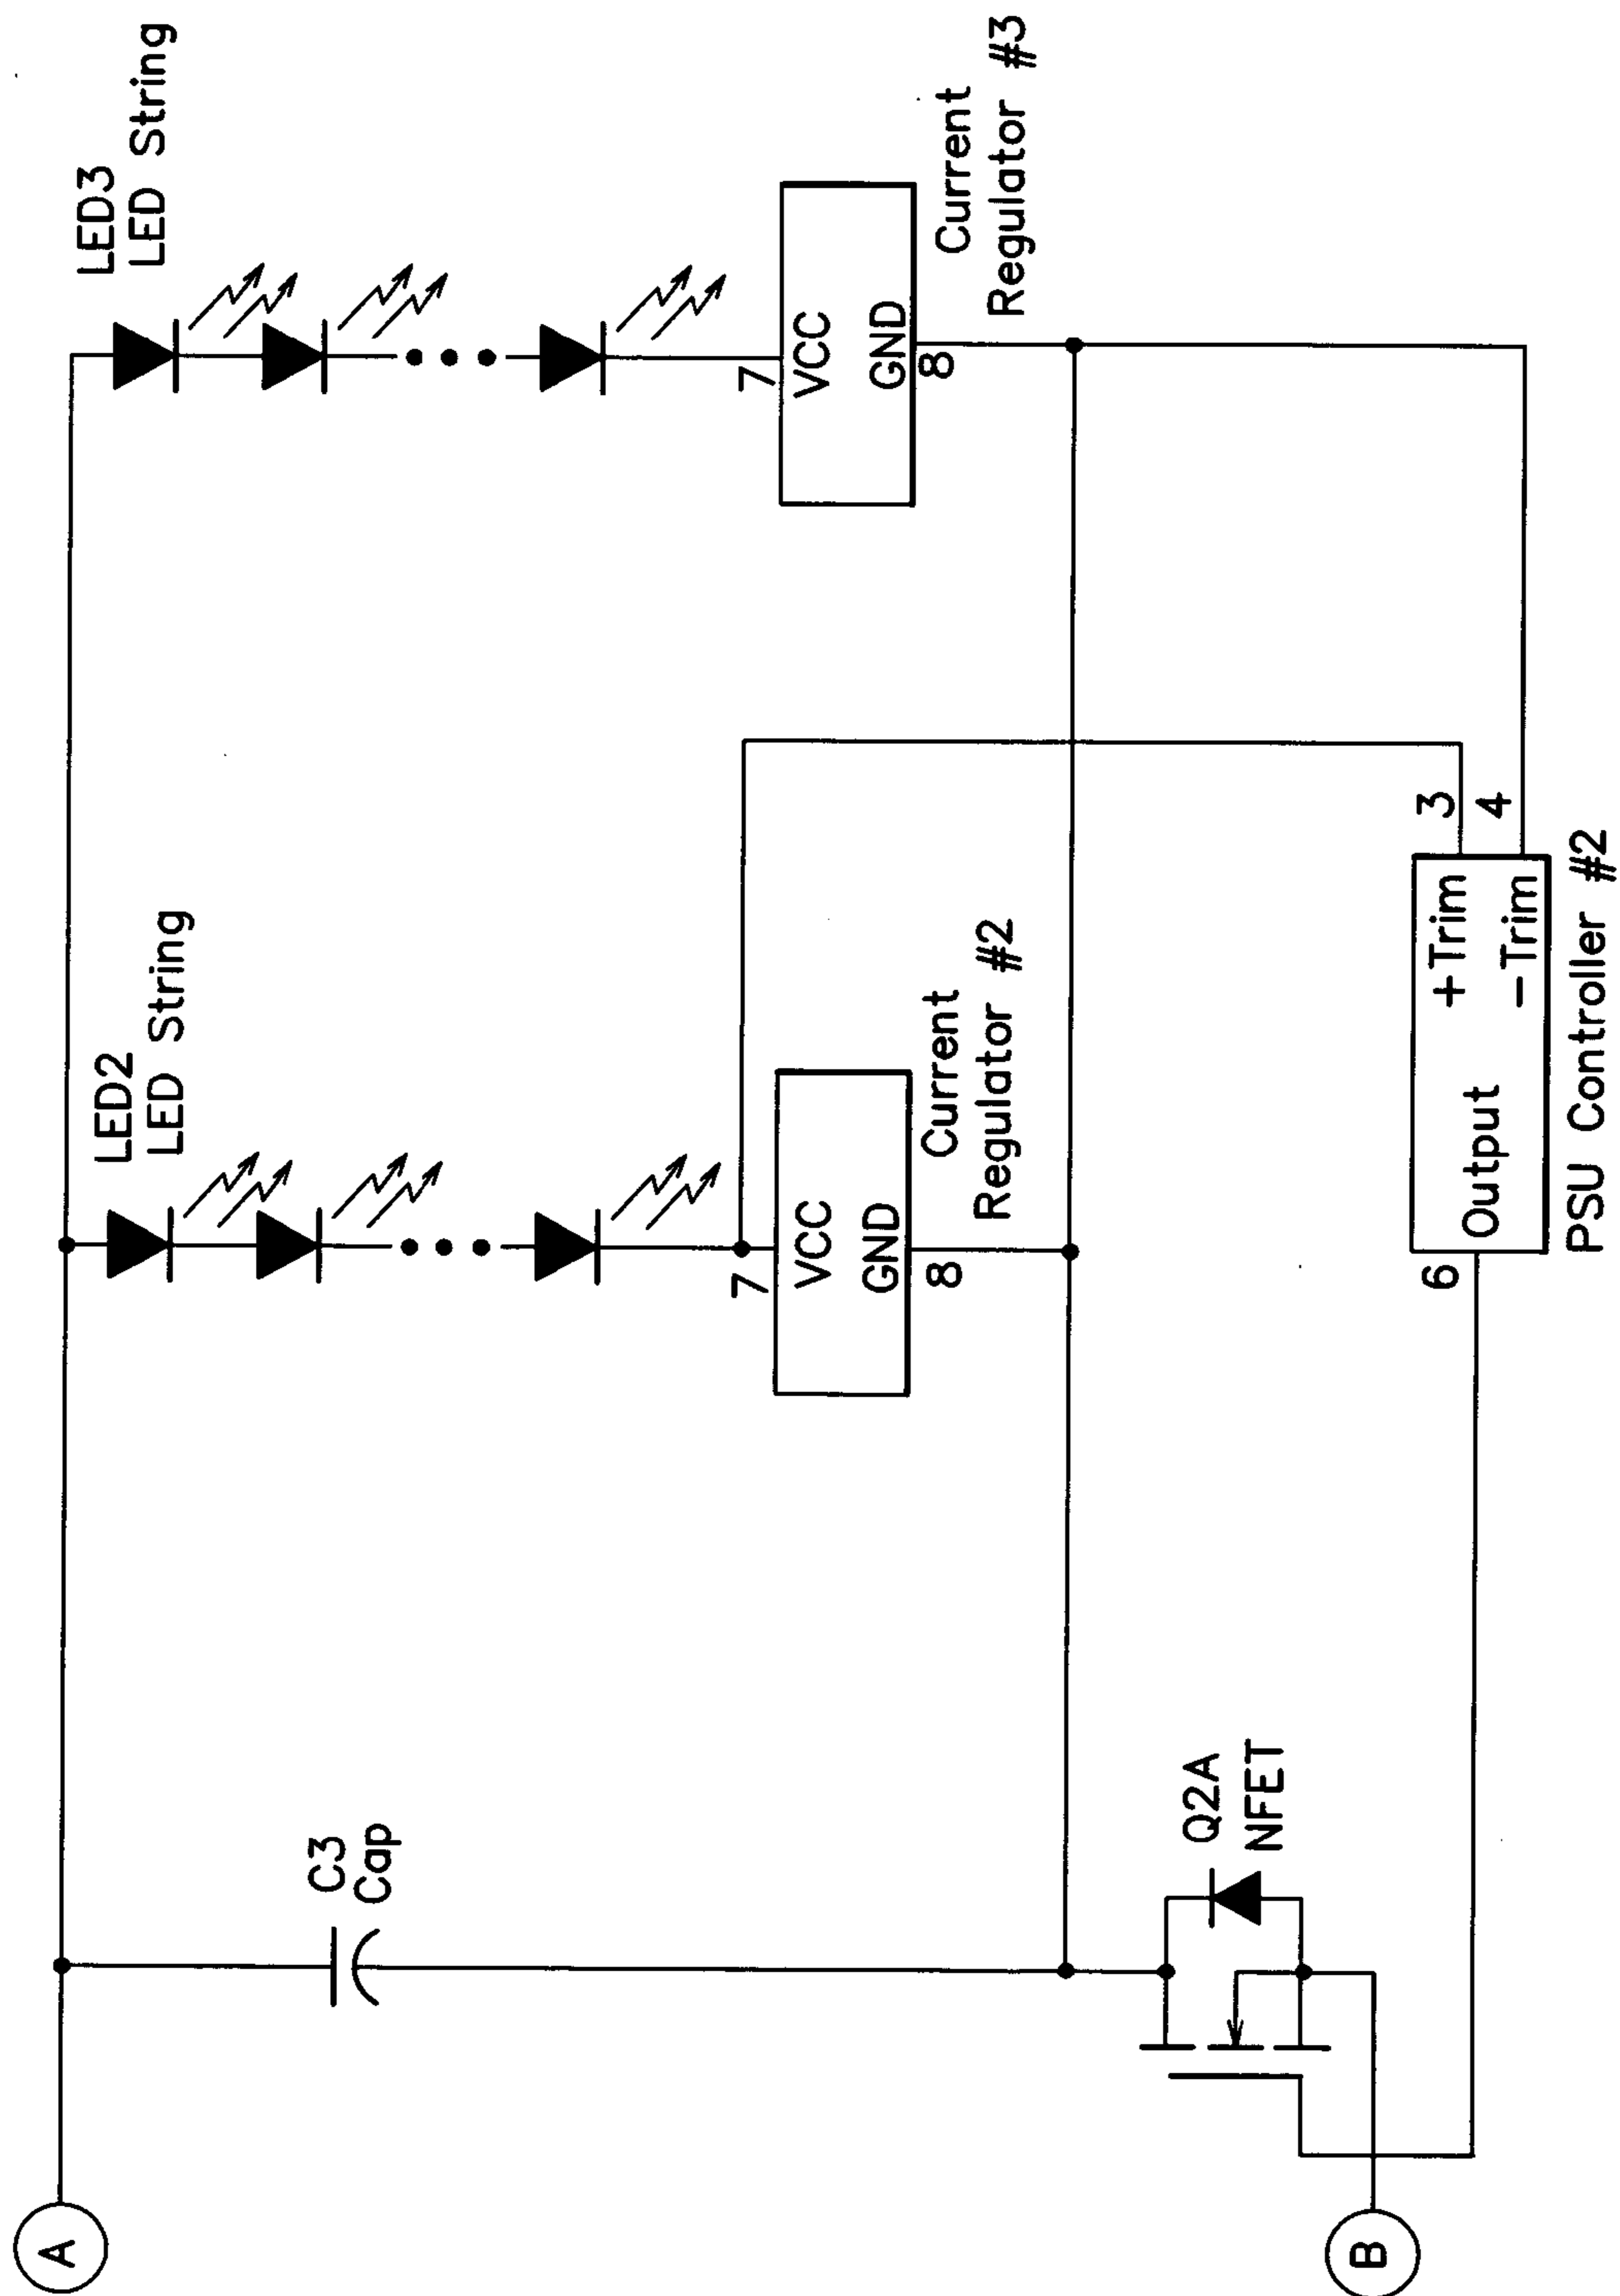 LED3
LED String
7
VCC
GND
8
Current
Regulator #3
LED2
LED String
7
VCC
GND
8
Current
Regulator #2
3
4
+Trim
-Trim
Output
6
PSU Controller #2
C3
Cap
Q2A
NFET
A
B